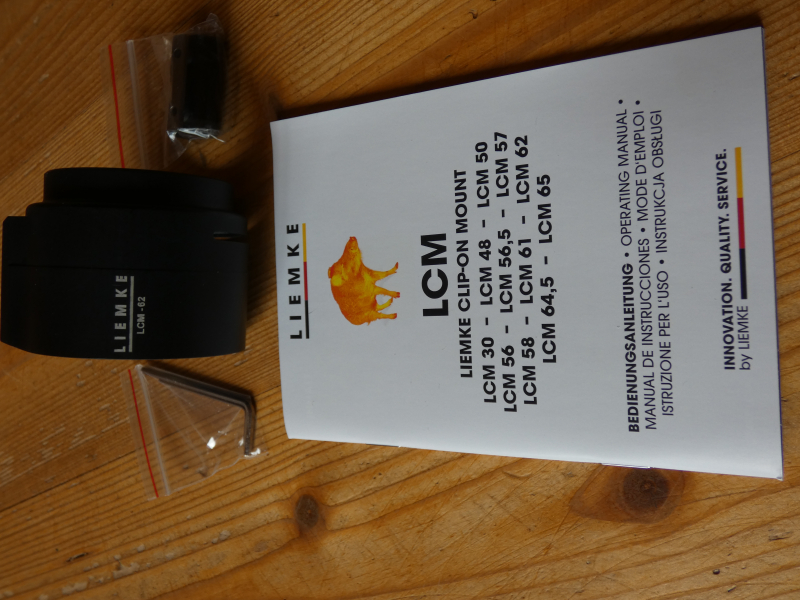 LIEMKE
LCM -62
LIEMKE
LCM
LIEMKE CLIP-ON MOUNT
LCM 30 - LCM 48 - LCM 50
LCM 56 - LCM 56,5 - LCM 57
LCM 58 - LCM 61 - LCM 62
LCM 64,5 - LCM 65
BEDIENUNGSANLEITUNG • OPERATING MANUAL •
MANUAL DE INSTRUCCIONES • MODE D'EMPLOI •
ISTRUZIONE PER L'USO • INSTRUKCJA OBSŁUGI
INNOVATION. QUALITY. SERVICE.
by LIEMKE